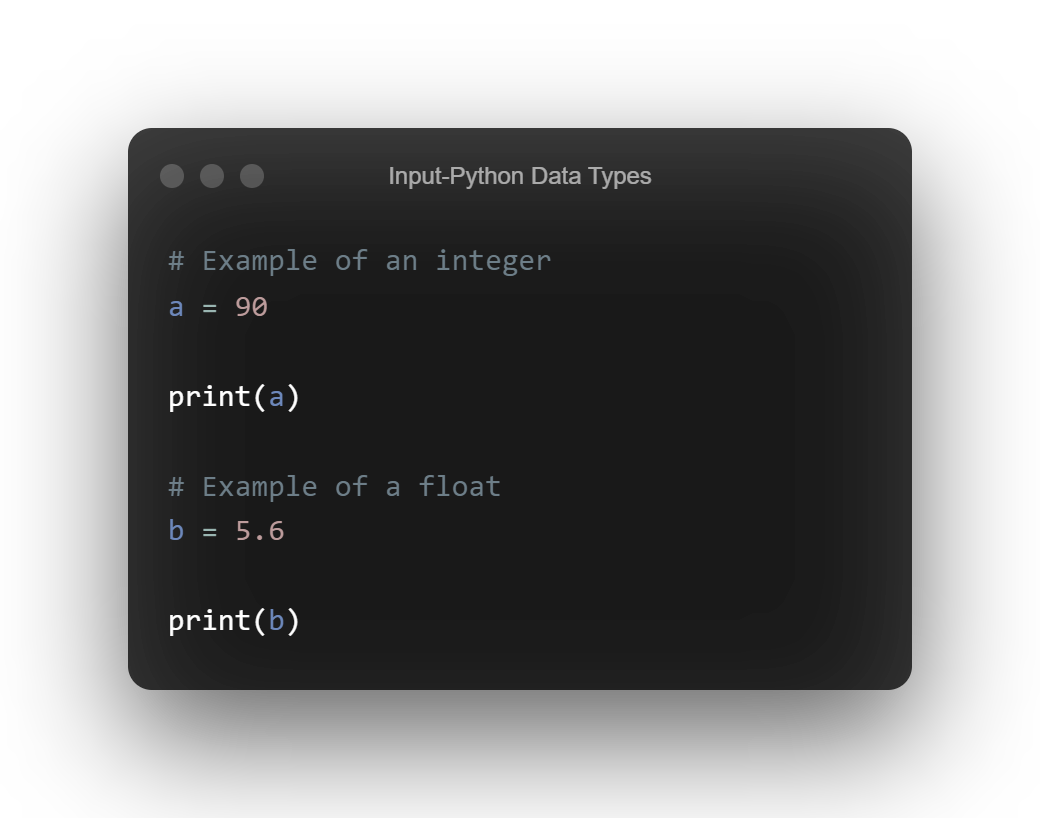 Input-Python Data Types
# Example of an integer
a = 90
print(a)
# Example of a float
b = 5.6
print(b)